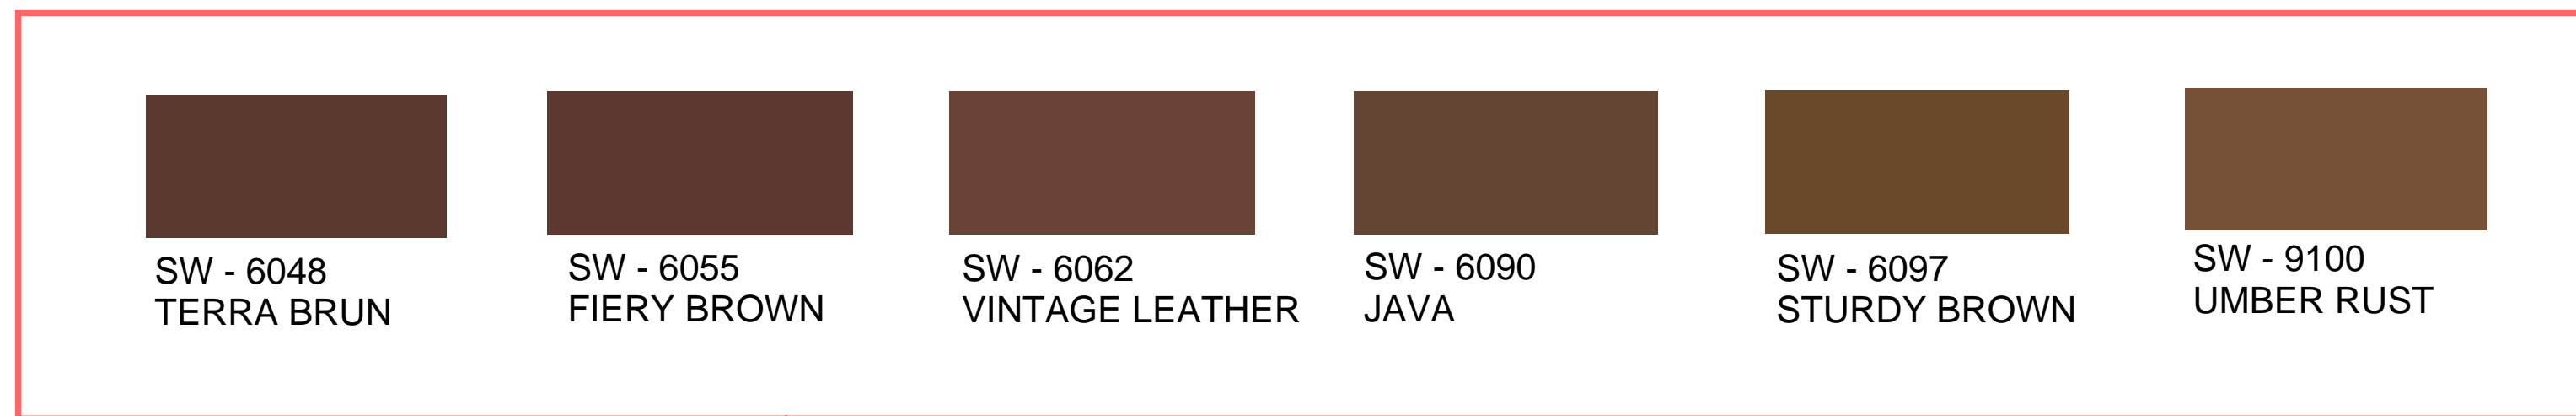 SW - 6048
TERRA BRUN
SW - 6055
FIERY BROWN
SW - 6062
VINTAGE LEATHER
SW - 6090
JAVA
SW - 6097
STURDY BROWN
SW - 9100
UMBER RUST